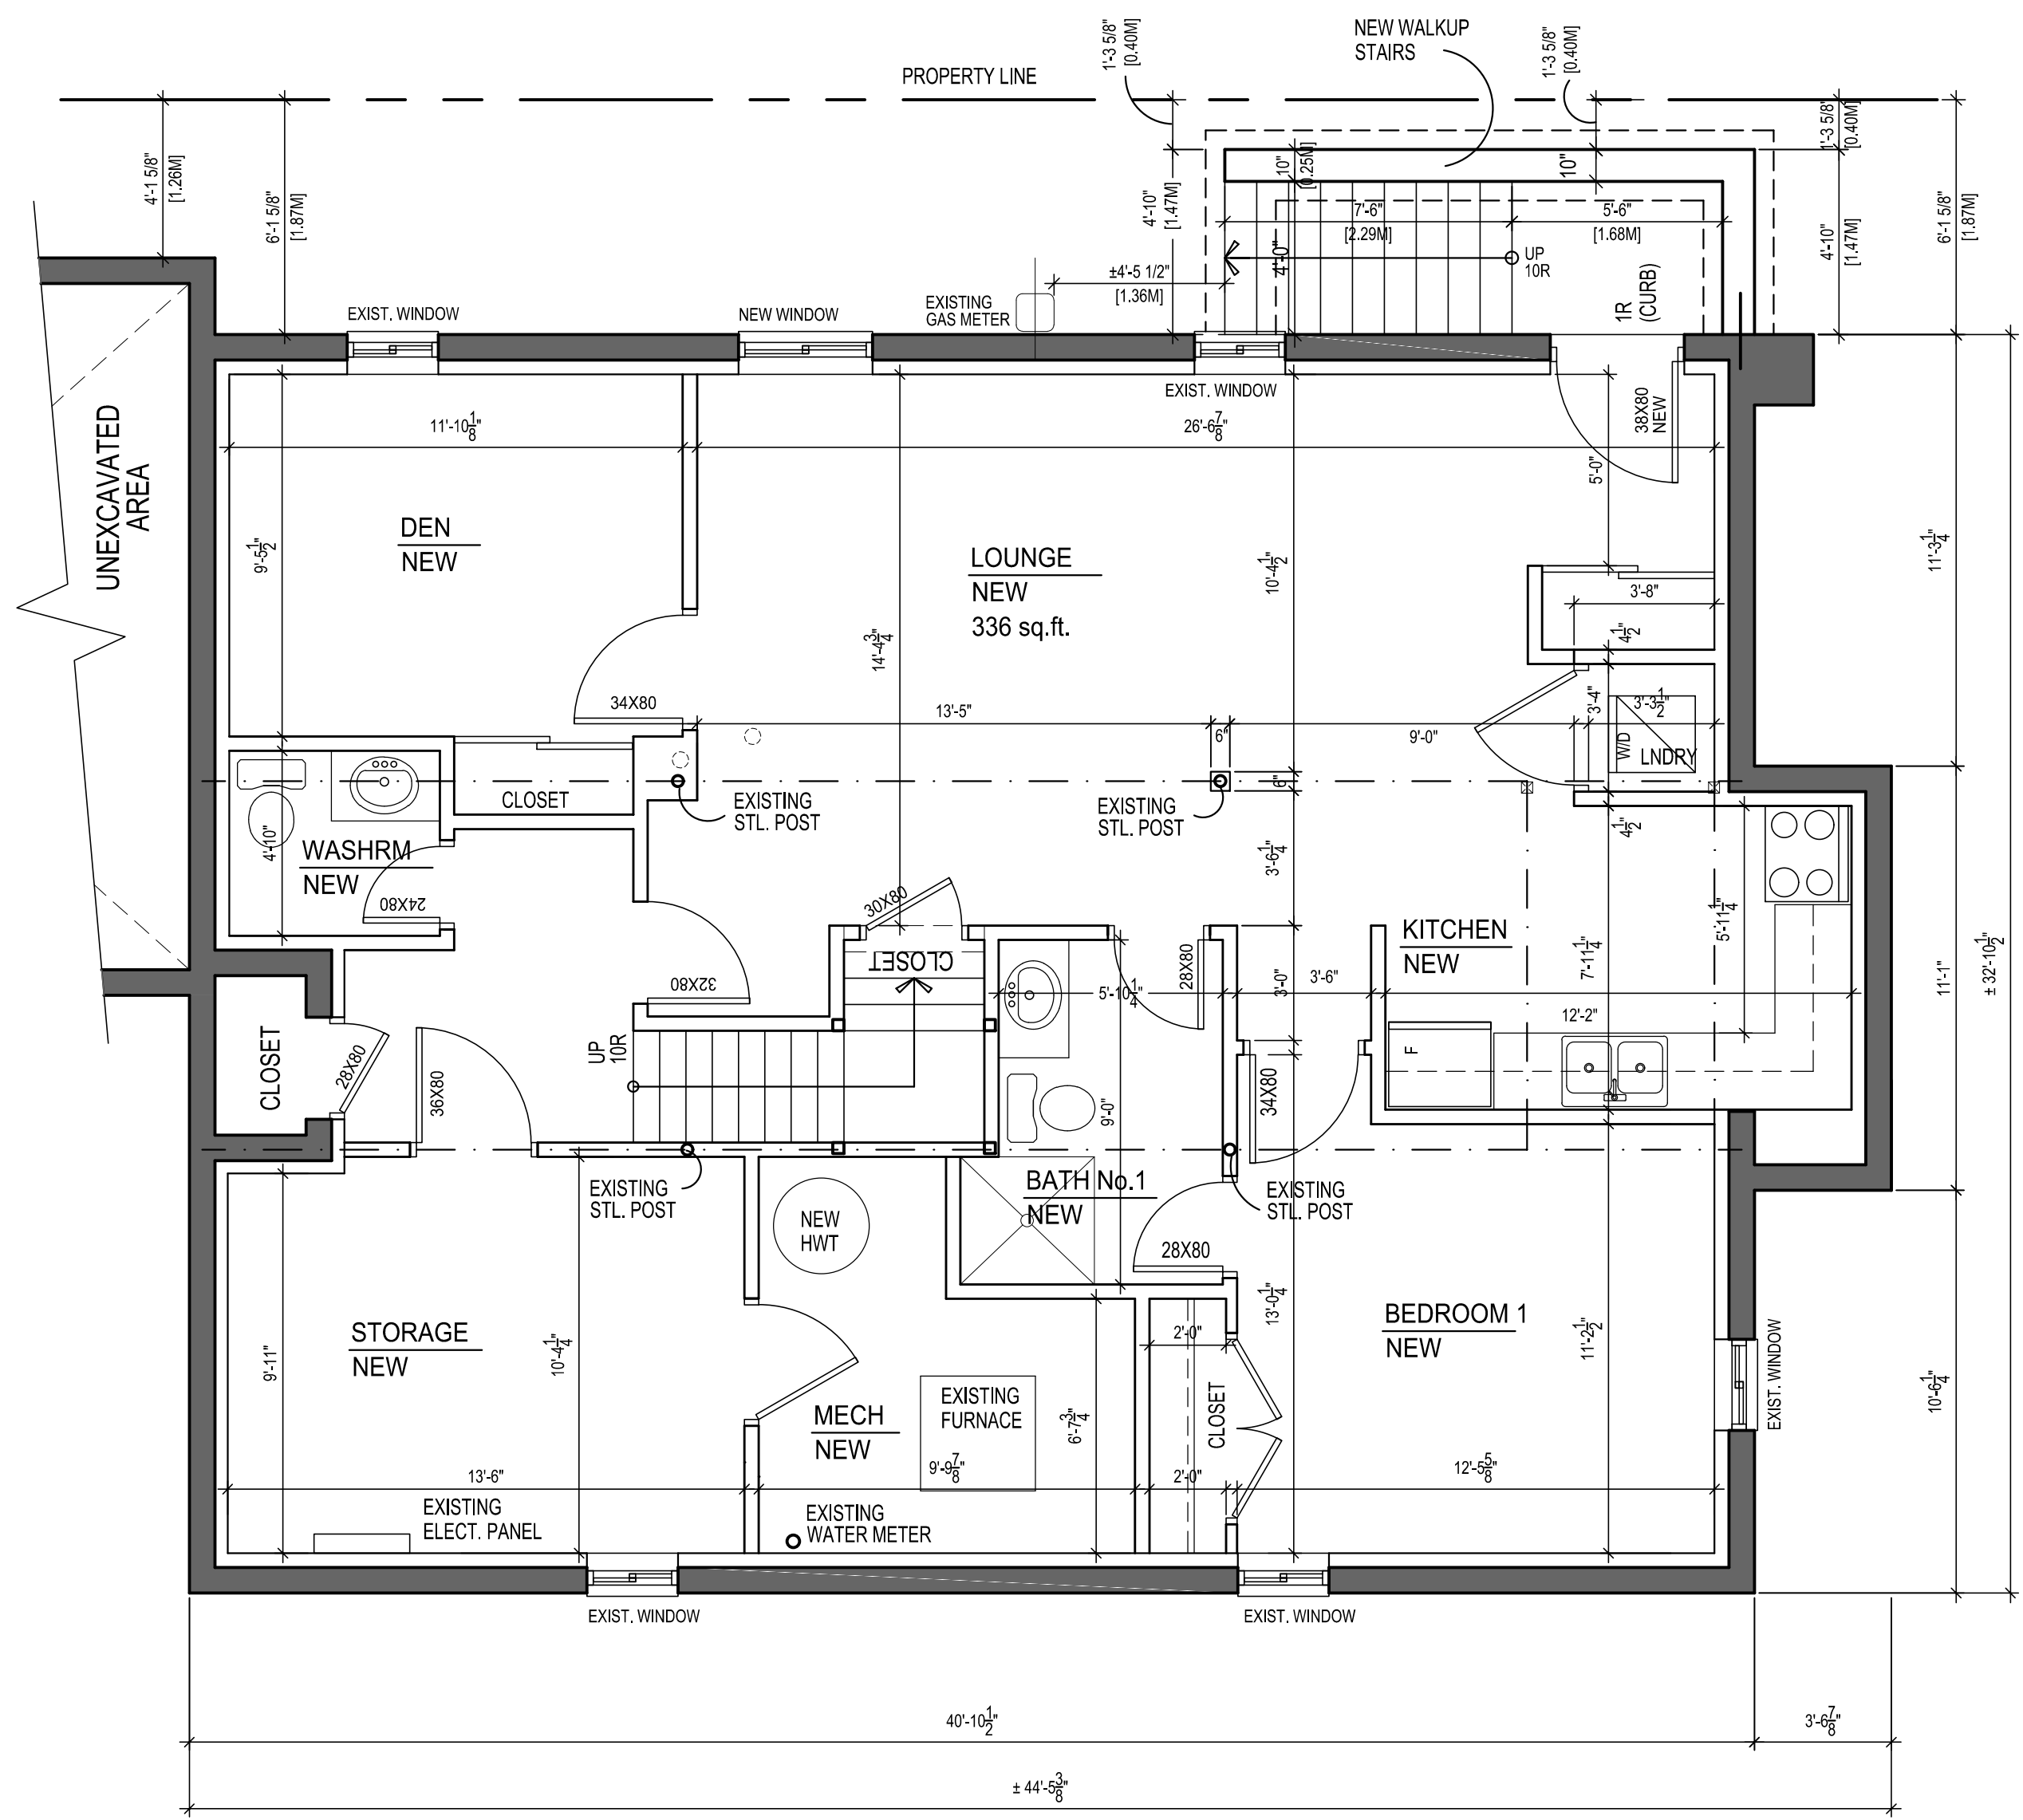 NEW WALKUP
STAIRS
1'-3 5/8"
[0.40M]
1'-3 5/8"
[0.40M]
PROPERTY LINE
1'-3 5/8"
[0.40M]
4'-1 5/8"
[1.26M]
6'-1 5/8"
[1.87M]
4'-10"
[1.47M]
10"
[0.25M]
10"
7'-6"
[2.29M]
5'-6"
[1.68M]
4'-0"
UP
10R
1R
(CURB)
4'-10"
[1.47M]
6'-1 5/8"
[1.87M]
±4'-5 1/2"
[1.36M]
EXISTING
GAS METER
EXIST. WINDOW
NEW WINDOW
EXIST. WINDOW
38X80
NEW
UNEXCAVATED
AREA
11'-10 1/8"
26'-6 7/8"
5'-0"
9'-5 1/2"
DEN
NEW
LOUNGE
NEW
336 sq.ft.
10'-4 1/2"
11'-3 1/4"
14'-4 3/4"
3'-8"
4 1/2"
34X80
13'-5"
6"
9'-0"
3'-4"
3'-3 1/2"
W/D
LNDRY
6"
CLOSET
EXISTING
STL. POST
EXISTING
STL. POST
4 1/2"
4'-10"
WASHRM
NEW
24X80
3'-6 1/4"
30X80
CLOSET
KITCHEN
NEW
7'-11 1/4"
5'-11 1/4"
32X80
28X80
5'-10 1/4"
3'-0"
3'-6"
12'-2"
11'-1"
± 32'-10 1/2"
CLOSET
28X80
36X80
UP
10R
F
34X80
9'-0"
EXISTING
STL. POST
BATH No.1
NEW
EXISTING
STL. POST
NEW
HWT
28X80
STORAGE
NEW
9'-11"
10'-4 1/4"
13'-0 1/4"
BEDROOM 1
NEW
11'-2 1/2"
2'-0"
EXIST. WINDOW
10'-6 1/4"
MECH
NEW
EXISTING
FURNACE
6'-7 3/4"
CLOSET
13'-6"
9'-9 7/8"
2'-0"
12'-5 5/8"
EXISTING
ELECT. PANEL
EXISTING
WATER METER
EXIST. WINDOW
EXIST. WINDOW
40'-10 1/2"
3'-6 7/8"
± 44'-5 3/8"